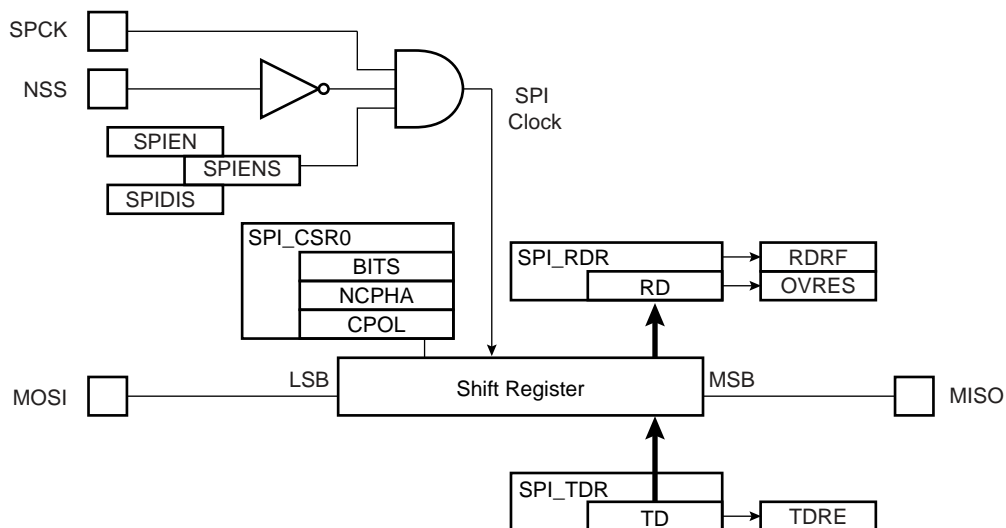 SPCK
NSS
SPI
Clock
SPIEN
SPIENS
SPIDIS
SPI_CSR0
BITS
NCPHA
CPOL
SPI_RDR
RD
RDRF
OVRES
MOSI
LSB
Shift Register
MSB
MISO
SPI_TDR
TD
TDRE